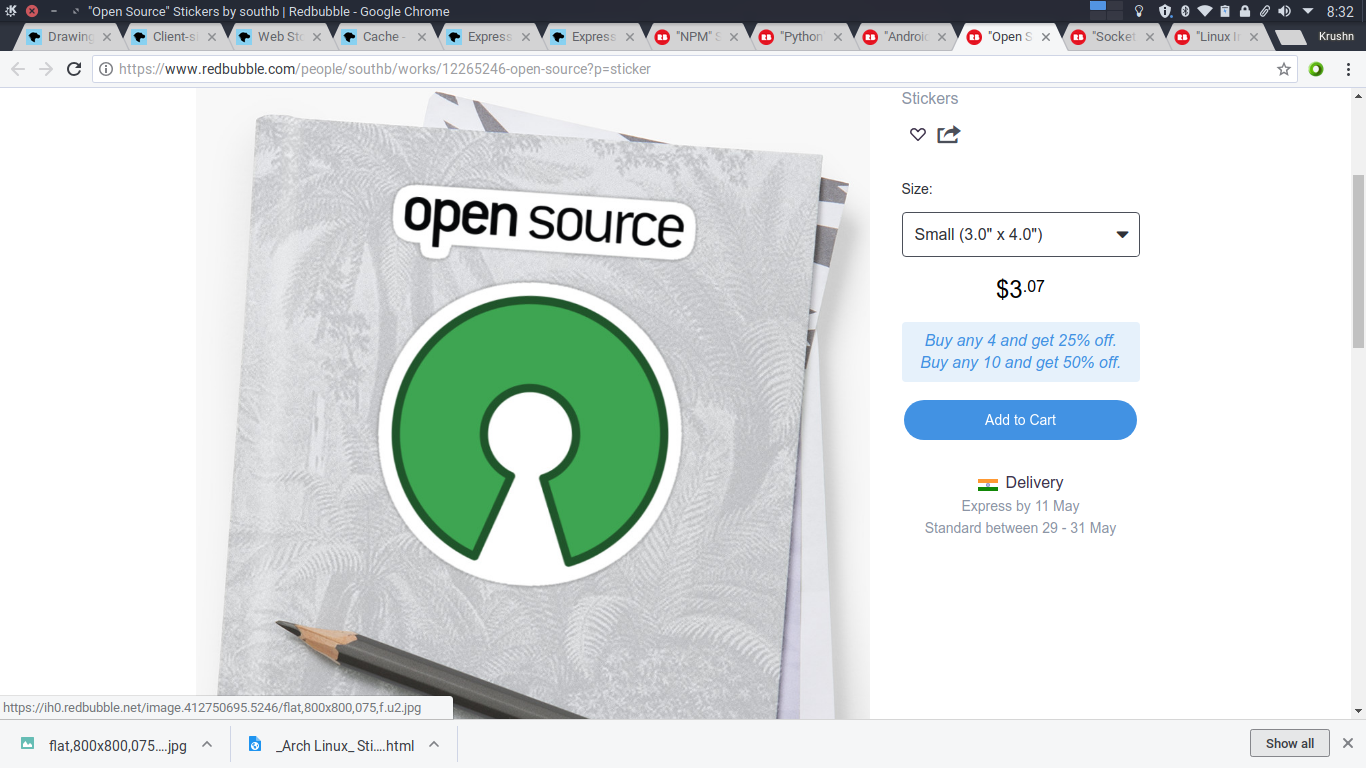 "Open Source" Stickers by southb | Redbubble - Google Chrome
8:32
Drawing
Client-si
Web Sto
Cache -
Express
Express
"NPM" S
"Python
"Android
"Open S
"Socket
"Linux I
Krushn
https://www.redbubble.com/people/southb/works/12265246-open-source?p=sticker
Stickers
open source
Size:
Small (3.0" x 4.0")
$3.07
Buy any 4 and get 25% off.
Buy any 10 and get 50% off.
Add to Cart
Delivery
Express by 11 May
Standard between 29 - 31 May
https://ih0.redbubble.net/image.412750695.5246/flat,800x800,075,f.u2.jpg
flat,800x800,075....jpg
_Arch Linux_ Sti....html
Show all